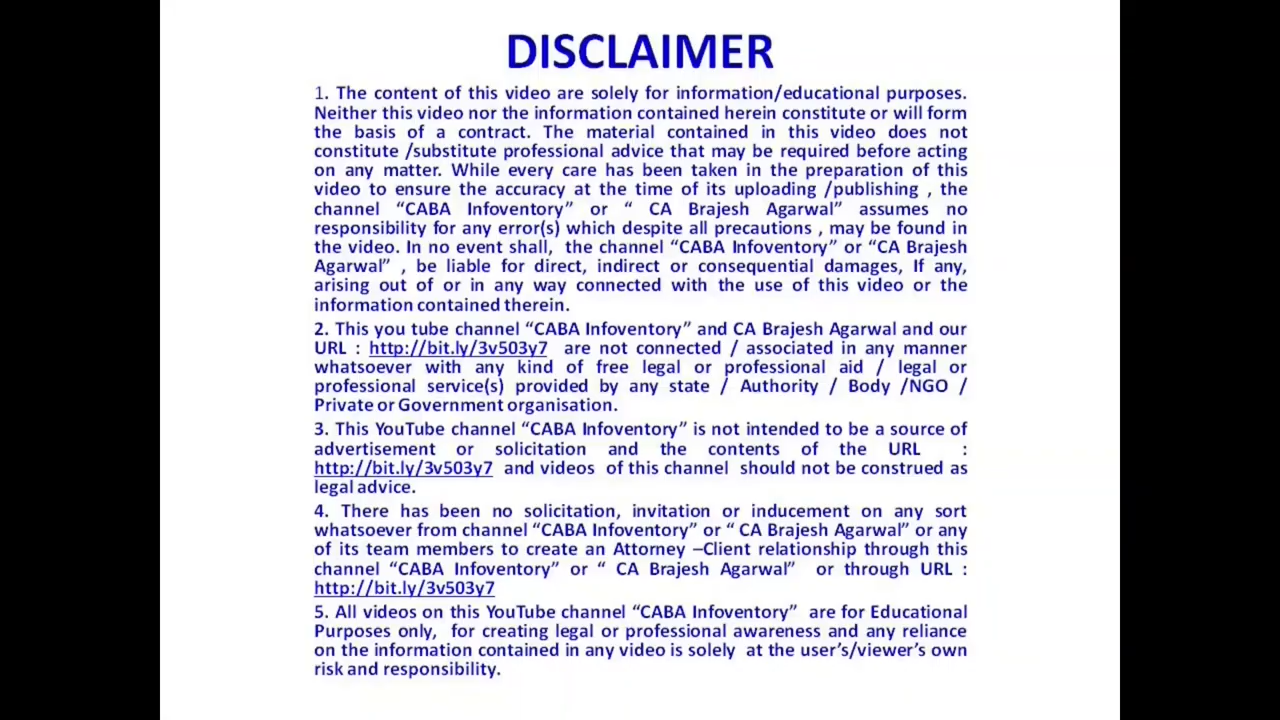 DISCLAIMER
1. The content of this video are solely for information/educational purposes.
Neither this video nor the information contained herein constitute or will form
the basis of a contract. The material contained in this video does not
constitute /substitute professional advice that may be required before acting
on any matter. While every care has been taken in the preparation of this
video to ensure the accuracy at the time of its uploading /publishing , the
channel “CABA Infoventory” or “ CA Brajesh Agarwal” assumes no
responsibility for any error(s) which despite all precautions , may be found in
the video. In no event shall, the channel “CABA Infoventory” or “CA Brajesh
Agarwal” , be liable for direct, indirect or consequential damages, If any,
arising out of or in any way connected with the use of this video or the
information contained therein.
2. This you tube channel “CABA Infoventory” and CA Brajesh Agarwal and our
URL : http://bit.ly/3v503y7 are not connected / associated in any manner
whatsoever with any kind of free legal or professional aid / legal or
professional service(s) provided by any state / Authority / Body /NGO /
Private or Government organisation.
3. This YouTube channel “CABA Infoventory” is not intended to be a source of
advertisement or solicitation and the contents of the URL :
http://bit.ly/3v503y7 and videos of this channel should not be construed as
legal advice.
4. There has been no solicitation, invitation or inducement on any sort
whatsoever from channel “CABA Infoventory” or “ CA Brajesh Agarwal” or any
of its team members to create an Attorney –Client relationship through this
channel “CABA Infoventory” or “ CA Brajesh Agarwal” or through URL :
http://bit.ly/3v503y7
5. All videos on this YouTube channel “CABA Infoventory” are for Educational
Purposes only, for creating legal or professional awareness and any reliance
on the information contained in any video is solely at the user’s/viewer’s own
risk and responsibility.